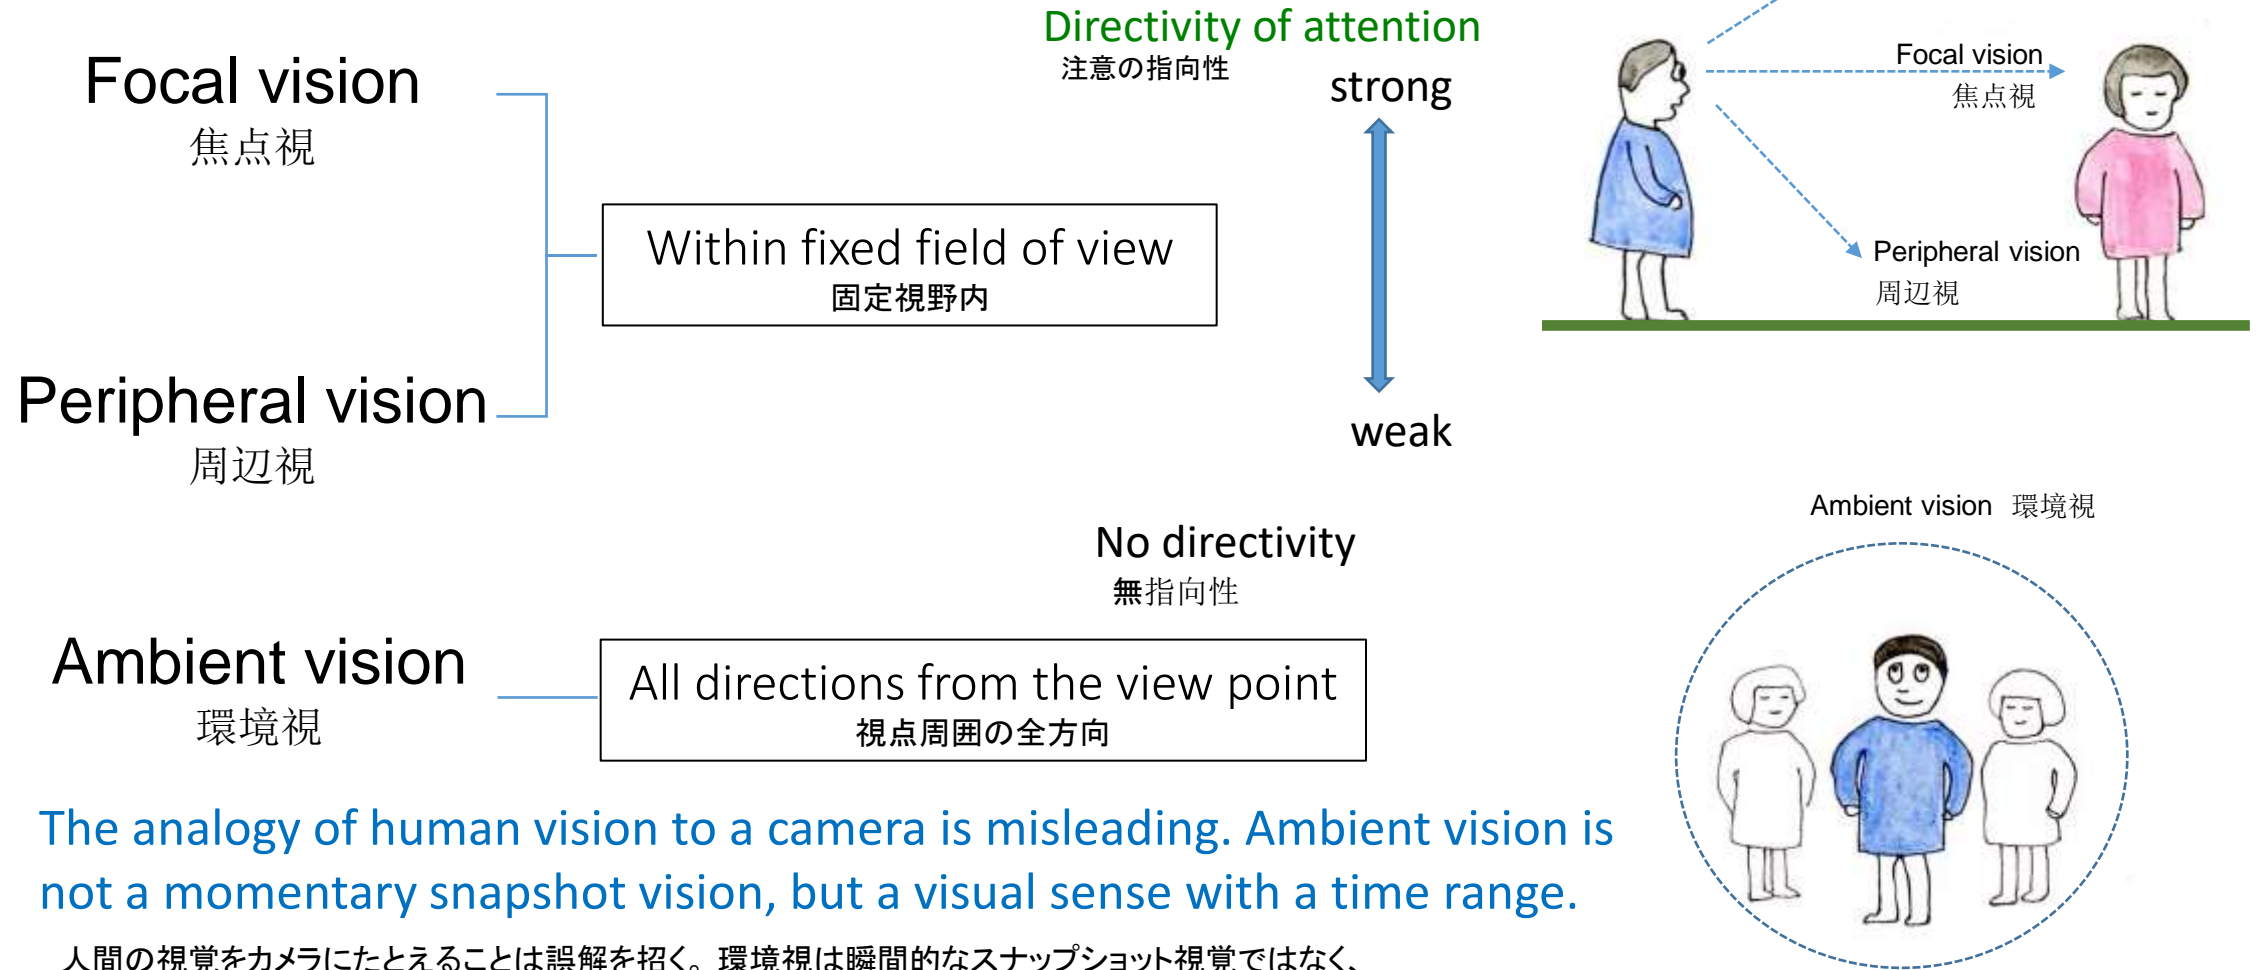 Directivity of attention
注意の指向性
Focal vision
焦点視
strong
Focal vision
焦点視
Within fixed field of view
固定視野内
Peripheral vision
周辺視
Peripheral vision
周辺視
weak
Ambient vision 環境視
No directivity
無指向性
Ambient vision
環境視
All directions from the view point
視点周囲の全方向
The analogy of human vision to a camera is misleading. Ambient vision is
not a momentary snapshot vision, but a visual sense with a time range.
人間の視覚をカメラにたとえることは誤解を招く。環境視は瞬間的なスナップショット視覚ではなく、